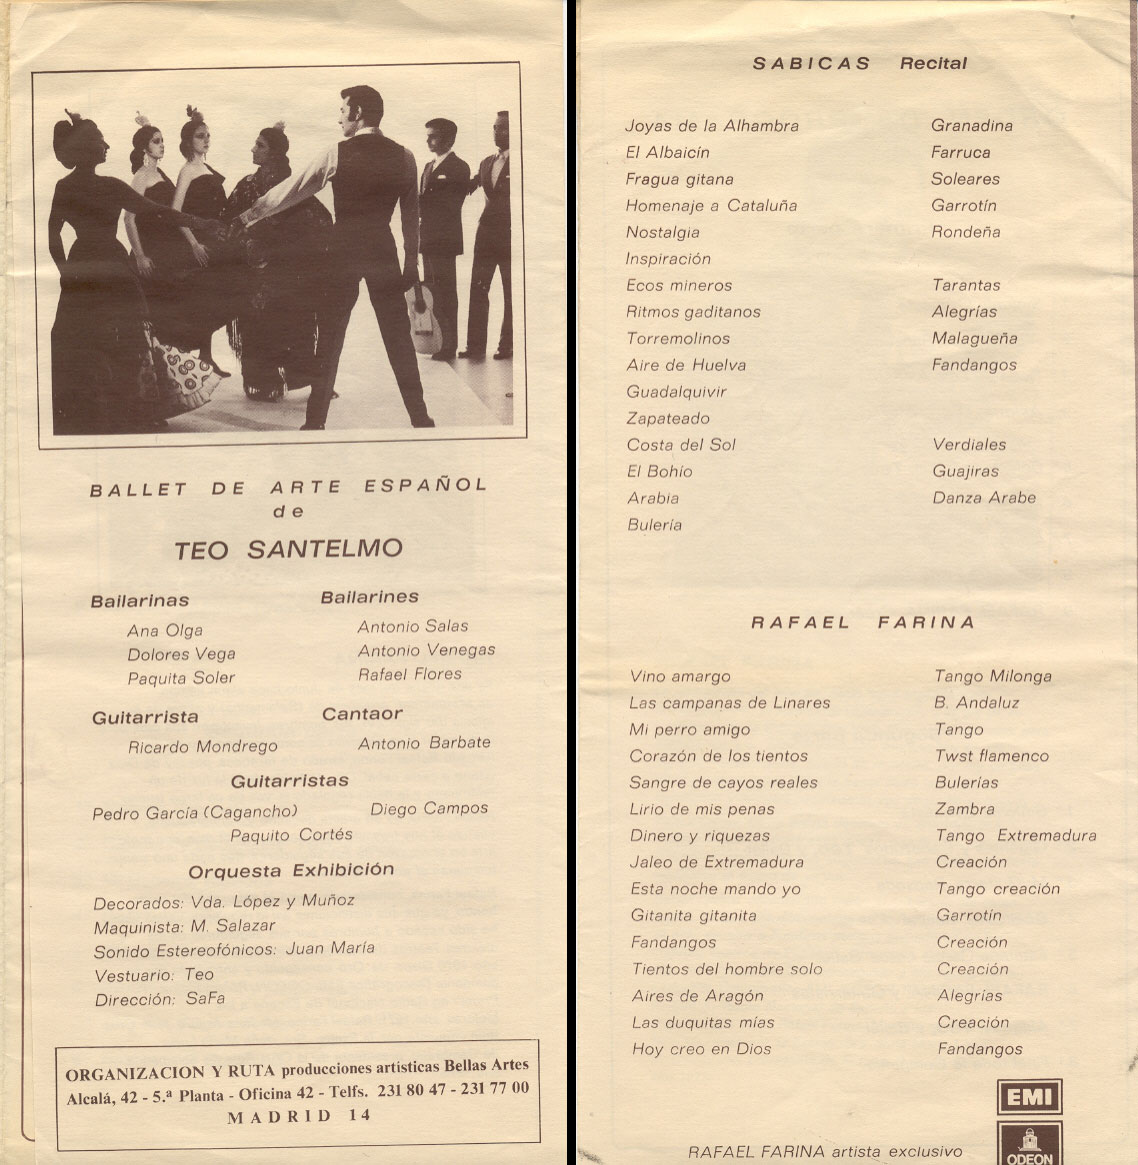 BALLET DE ARTE ESPAÑOL
de
TEO SANTELMO
Bailarinas Bailarines
Ana Olga Antonio Salas
Dolores Vega Antonio Venegas
Paquita Soler Rafael Flores
Guitarrista Cantaor
Ricardo Mondrego Antonio Barbate
Guitarristas
Pedro García (Cagancho) Diego Campos
Paquito Cortés
Orquesta Exhibición
Decorados: Vda. López y Muñoz
Maquinista: M. Salazar
Sonido Estereofónicos: Juan María
Vestuario: Teo
Dirección: SaFa
ORGANIZACION Y RUTA producciones artísticas Bellas Artes
Alcalá, 42 - 5.ª Planta - Oficina 42 - Telfs. 231 80 47 - 231 77 00
MADRID 14
SABICAS Recital
Joyas de la Alhambra Granadina
El Albaicín Farruca
Fragua gitana Soleares
Homenaje a Cataluña Garrotín
Nostalgia Rondeña
Inspiración
Ecos mineros Tarantas
Ritmos gaditanos Alegrías
Torremolinos Malagueña
Aire de Huelva Fandangos
Guadalquivir
Zapateado
Costa del Sol Verdiales
El Bohío Guajiras
Arabia Danza Arabe
Bulería
RAFAEL FARINA
Vino amargo Tango Milonga
Las campanas de Linares B. Andaluz
Mi perro amigo Tango
Corazón de los tientos Twst flamenco
Sangre de cayos reales Bulerías
Lirio de mis penas Zambra
Dinero y riquezas Tango Extremadura
Jaleo de Extremadura Creación
Esta noche mando yo Tango creación
Gitanita gitanita Garrotín
Fandangos Creación
Tientos del hombre solo Creación
Aires de Aragón Alegrías
Las duquitas mías Creación
Hoy creo en Dios Fandangos
EMI
RAFAEL FARINA artista exclusivo ODEON